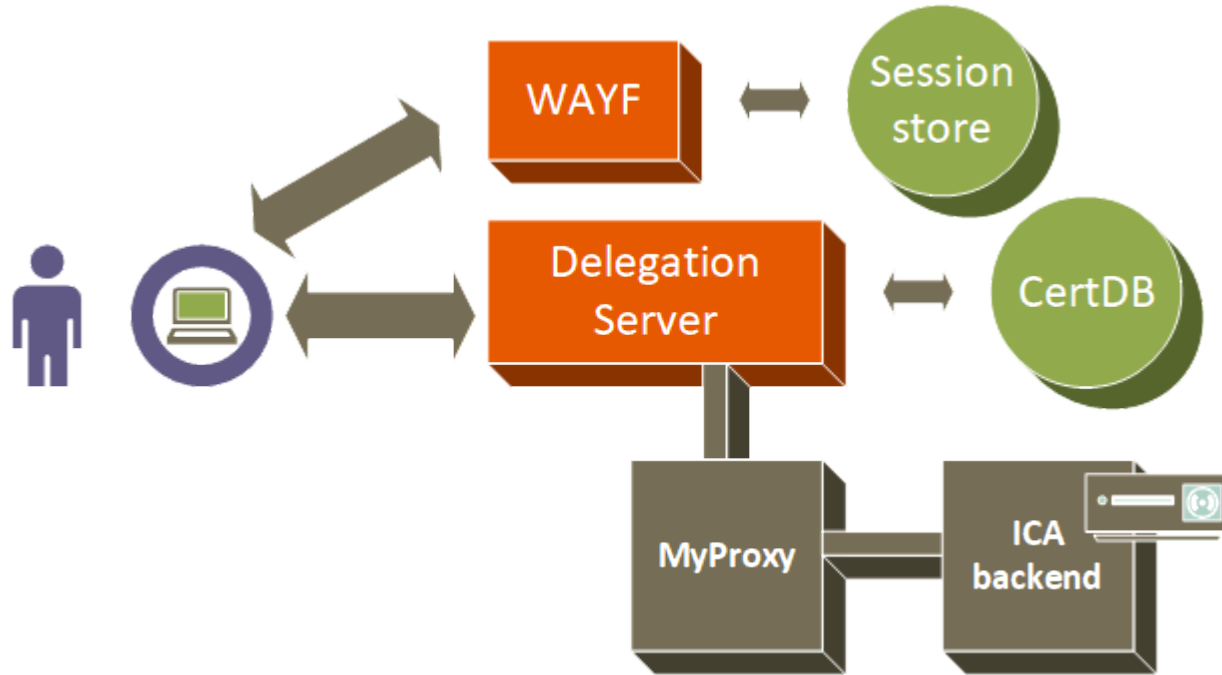 WAYF
Session
store
Delegation
Server
CertDB
MyProxy
ICA
backend